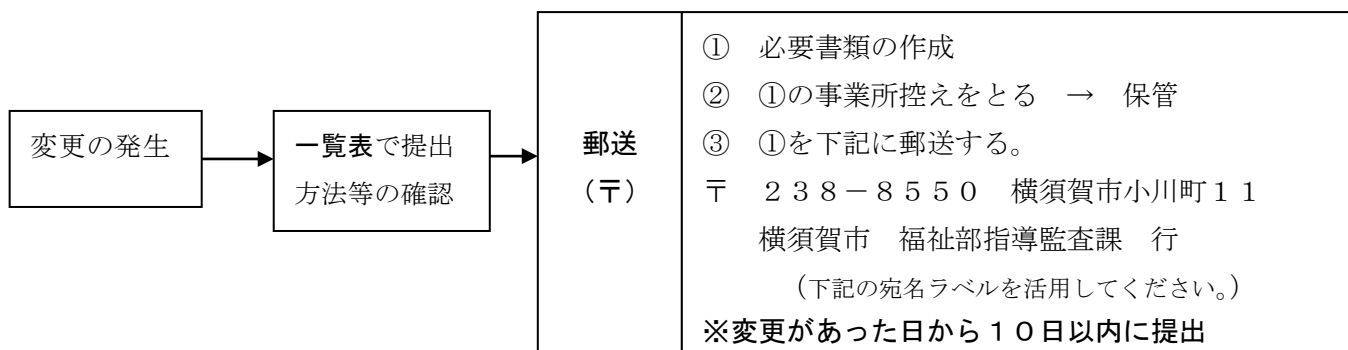 変更の発生
一覧表で提出
方法等の確認
郵送
(〒)
① 必要書類の作成
② ①の事業所控えをとる → 保管
③ ①を下記に郵送する。
〒 238-8550 横須賀市小川町11
横須賀市 福祉部指導監査課 行
(下記の宛名ラベルを活用してください。)
※変更があった日から10日以内に提出